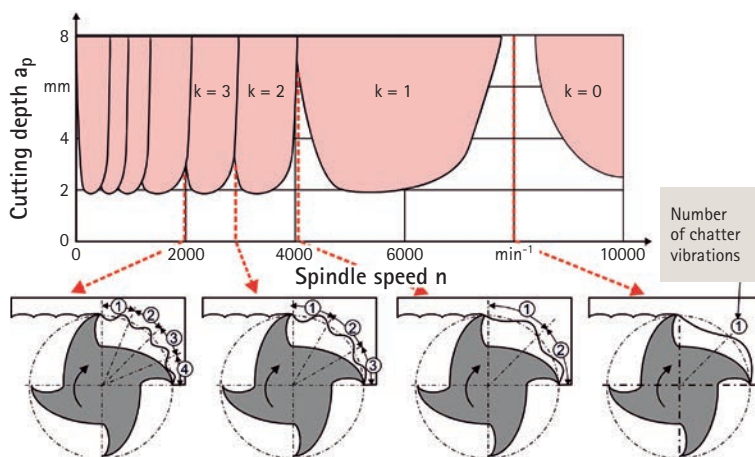 Cutting depth aₚ
8
mm
4
2
0
k = 3
k = 2
k = 1
k = 0
0
2000
4000
6000
min⁻¹
10000
Spindle speed n
Number
of chatter
vibrations
①
②
③
④
①
②
③
①
②
①